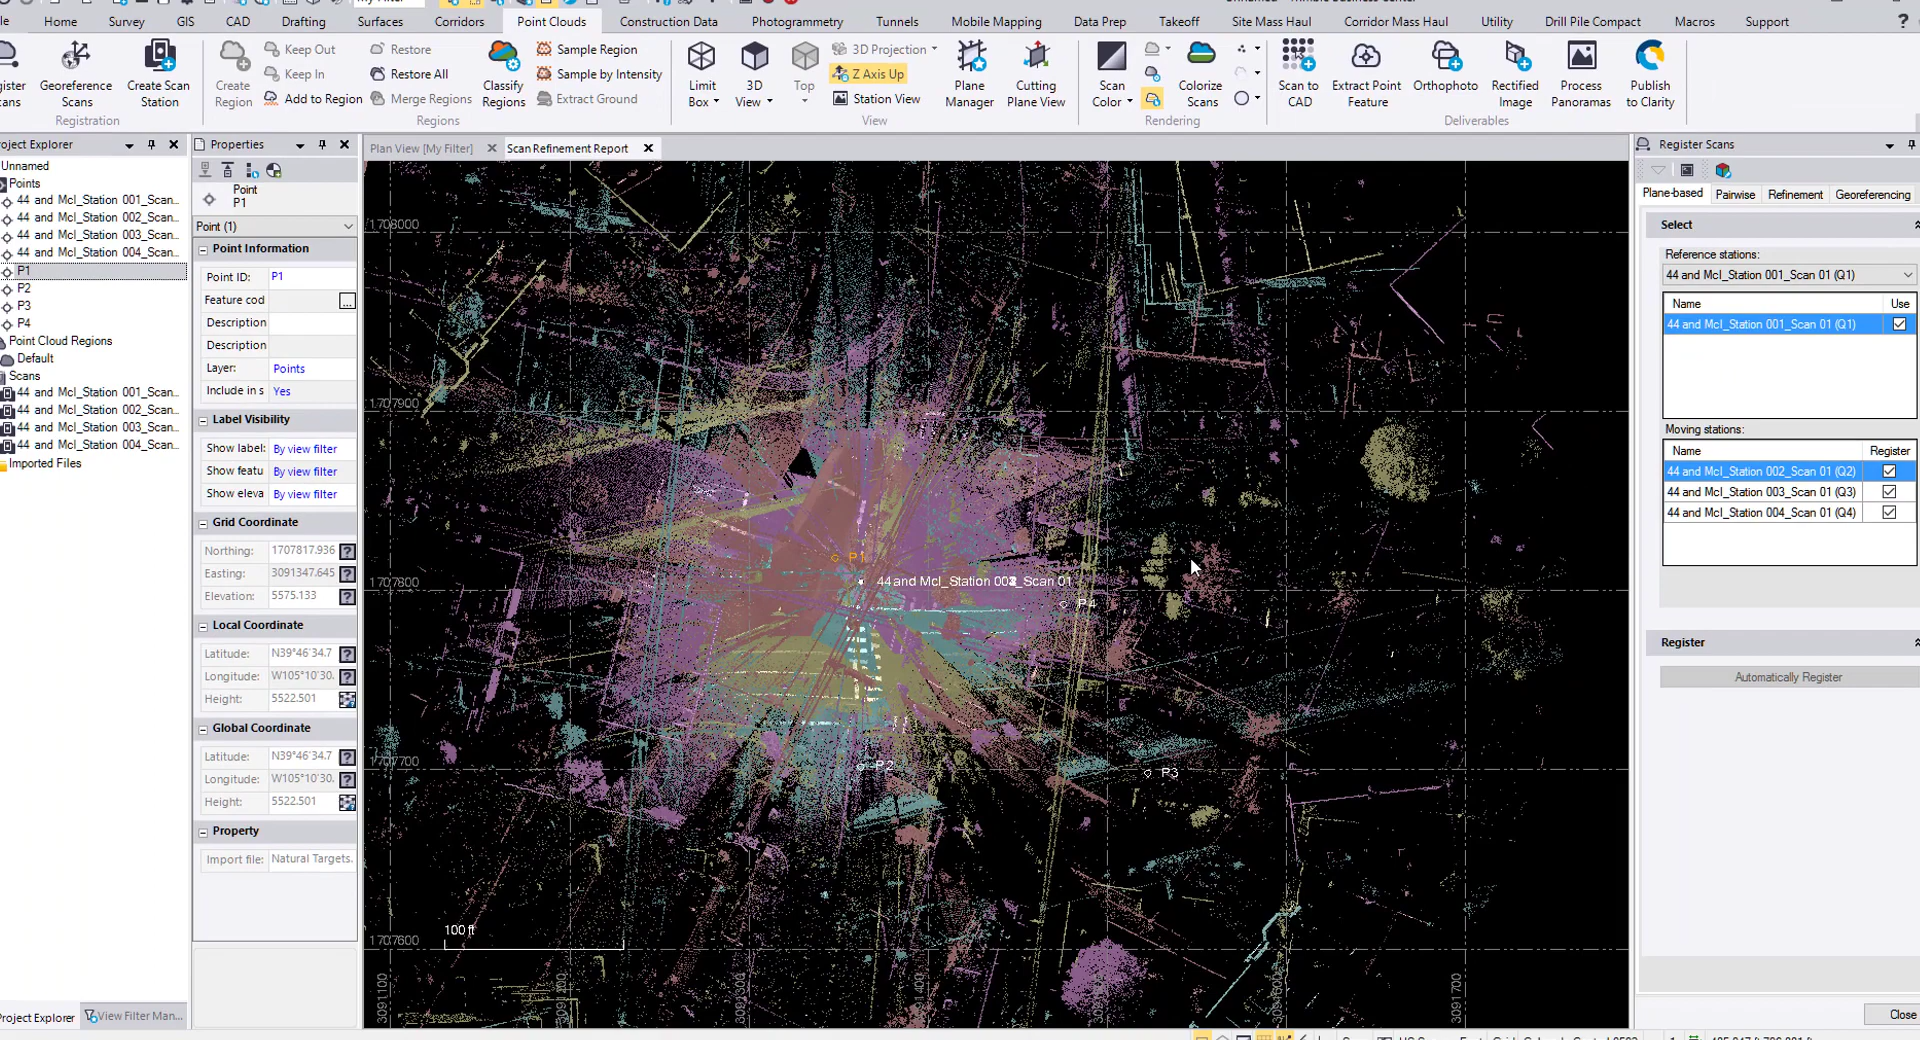 Home Survey GIS CAD Drafting Surfaces Corridors Point Clouds Construction Data Photogrammetry Tunnels Mobile Mapping Data Prep Takeoff Site Mass Haul Corridor Mass Haul Utility Drill Pile Compact Macros Support
Georeference Scans
Create Scan Station
Registration
Create Region
Keep Out
Keep In
Add to Region
Restore
Restore All
Merge Regions
Classify Regions
Sample Region
Sample by Intensity
Extract Ground
Regions
Limit Box
3D View
Top
3D Projection
Z Axis Up
Station View
Plane Manager
Cutting Plane View
View
Scan Color
Colorize Scans
Rendering
Scan to CAD
Extract Point Feature
Orthophoto
Rectified Image
Process Panoramas
Publish to Clarity
Deliverables
roject Explorer
Unnamed
Points
44 and Mcl_Station 001_Scan...
44 and Mcl_Station 002_Scan...
44 and Mcl_Station 003_Scan...
44 and Mcl_Station 004_Scan...
P1
P2
P3
P4
Point Cloud Regions
Default
Scans
44 and Mcl_Station 001_Scan...
44 and Mcl_Station 002_Scan...
44 and Mcl_Station 003_Scan...
44 and Mcl_Station 004_Scan...
Imported Files
Project Explorer View Filter Man...
Properties
Point
P1
Point (1)
Point Information
Point ID: P1
Feature cod ...
Description
Description
Layer: Points
Include in s Yes
Label Visibility
Show label: By view filter
Show featu By view filter
Show eleva By view filter
Grid Coordinate
Northing: 1707817.936 ?
Easting: 3091347.645 ?
Elevation: 5575.133 ?
Local Coordinate
Latitude: N39°46'34.7 ?
Longitude: W105°10'30. ?
Height: 5522.501
Global Coordinate
Latitude: N39°46'34.7 ?
Longitude: W105°10'30. ?
Height: 5522.501
Property
Import file: Natural Targets.
Plan View [My Filter]
Scan Refinement Report
1708000
1707900
1707800
1707700
1707600
P1
44 and Mcl_Station
P4
P2
P3
100 ft
3091100
3091300
3091400
3091700
Register Scans
Plane-based Pairwise Refinement Georeferencing
Select
Reference stations:
44 and Mcl_Station 001_Scan 01 (Q1)
Name Use
44 and Mcl_Station 001_Scan 01 (Q1)
Moving stations:
Name Register
44 and Mcl_Station 002_Scan 01 (Q2)
44 and Mcl_Station 003_Scan 01 (Q3)
44 and Mcl_Station 004_Scan 01 (Q4)
Register
Automatically Register
Close